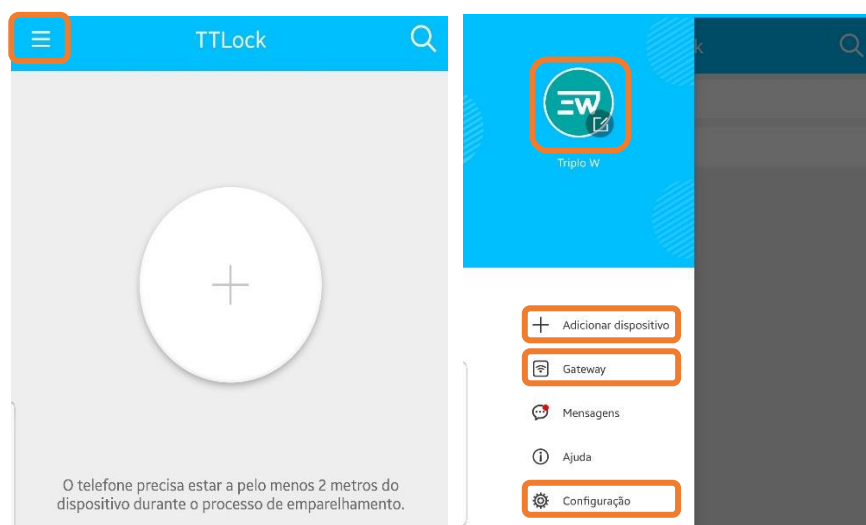 TTLock
O telefone precisa estar a pelo menos 2 metros do
dispositivo durante o processo de emparelhamento.
k
EW
Triplo W
Adicionar dispositivo
Gateway
Mensagens
Ajuda
Configuração